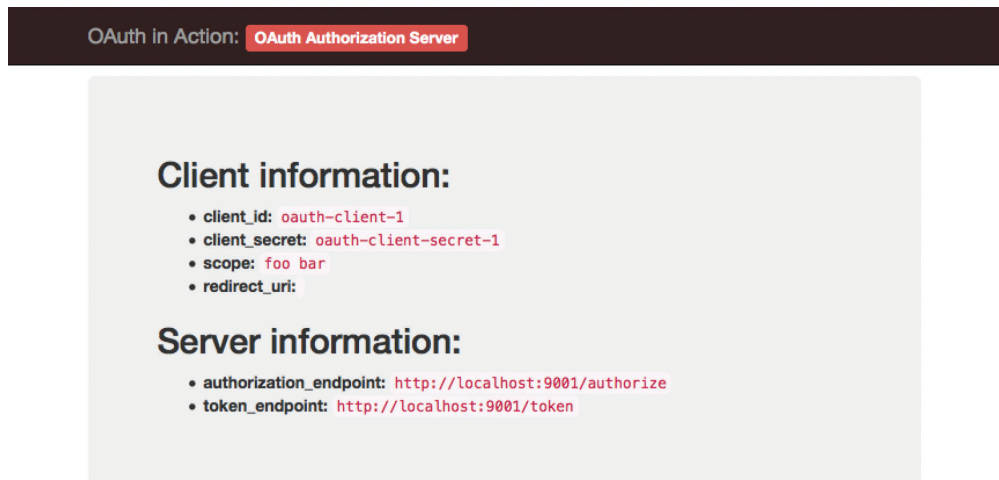 OAuth in Action: OAuth Authorization Server
Client information:
• client_id: oauth-client-1
• client_secret: oauth-client-secret-1
• scope: foo bar
• redirect_uri:
Server information:
• authorization_endpoint: http://localhost:9001/authorize
• token_endpoint: http://localhost:9001/token